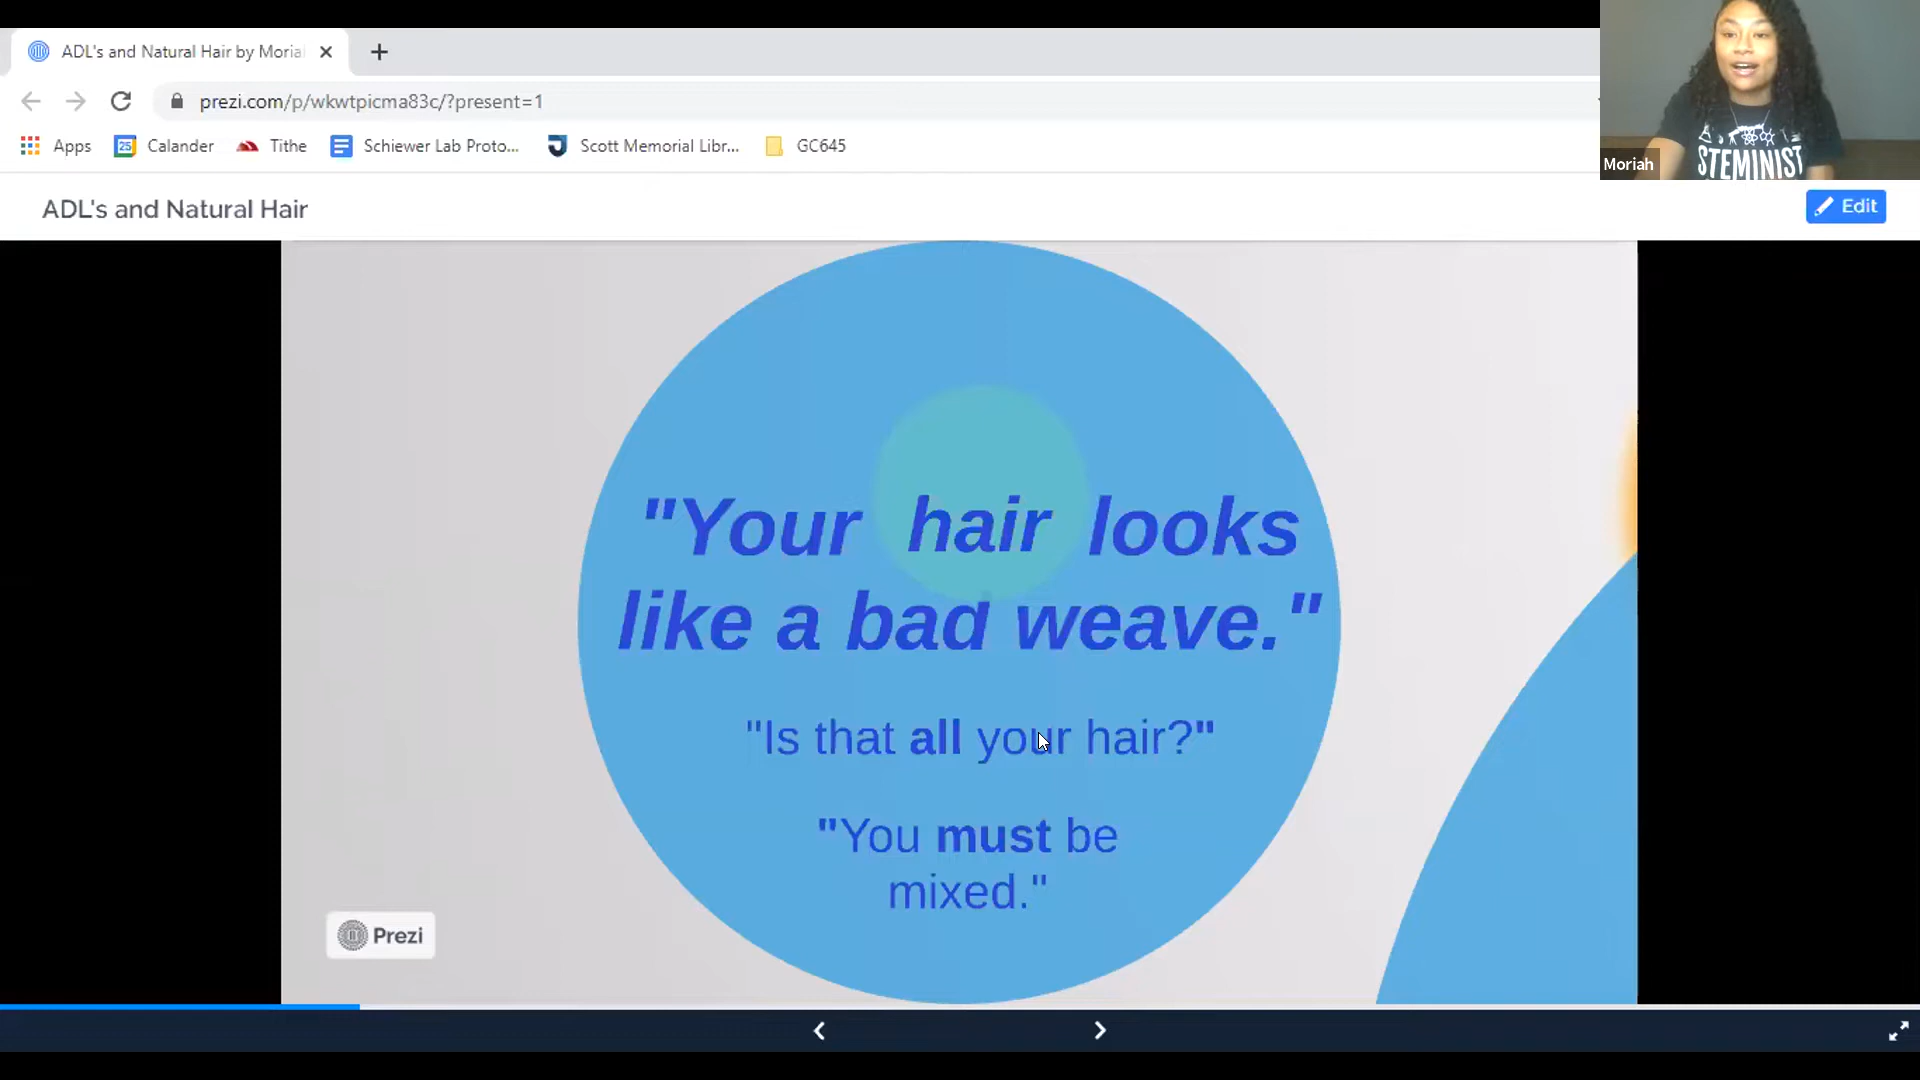 ADL's and Natural Hair by Moria
prezi.com/p/wkwtpicma83c/?present=1
Apps
25 Calander
Tithe
Schiewer Lab Proto...
Scott Memorial Libr...
GC645
Moriah
STEMINIST
ADL's and Natural Hair
Edit
"Your hair looks
like a bad weave."
"Is that all your hair?"
"You must be
mixed."
Prezi